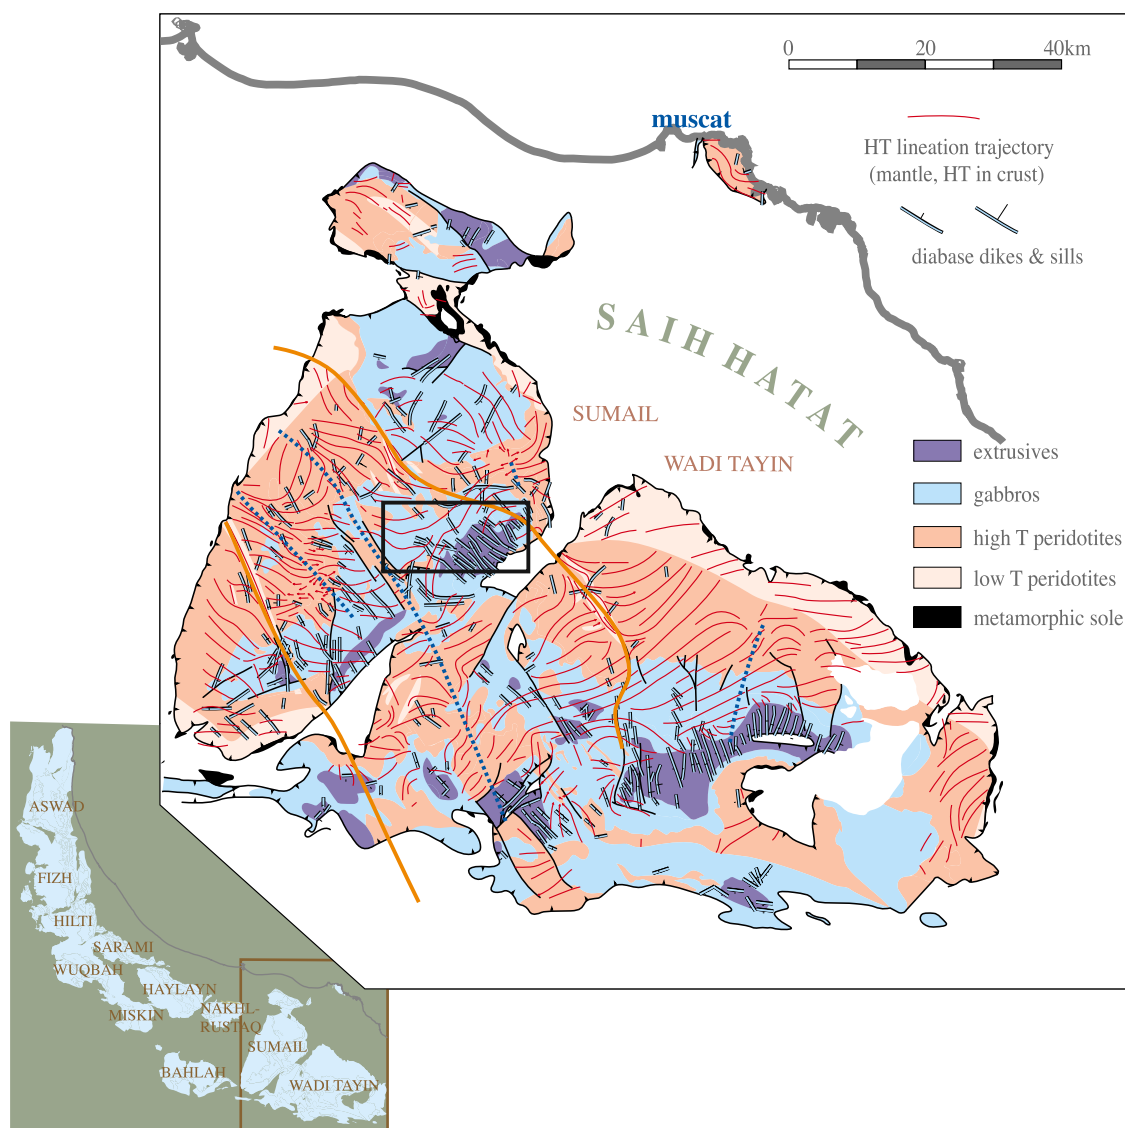 0 20 40km
muscat
HT lineation trajectory
(mantle, HT in crust)
diabase dikes & sills
SAIH HATAT
SUMAIL
WADI TAYIN
extrusives
gabbros
high T peridotites
low T peridotites
metamorphic sole
ASWAD
FIZH
HILTI
SARAMI
WUQBAH
HAYLAYN
MISKIN
NAKHL-
RUSTAQ
SUMAIL
BAHLAH
WADI TAYIN